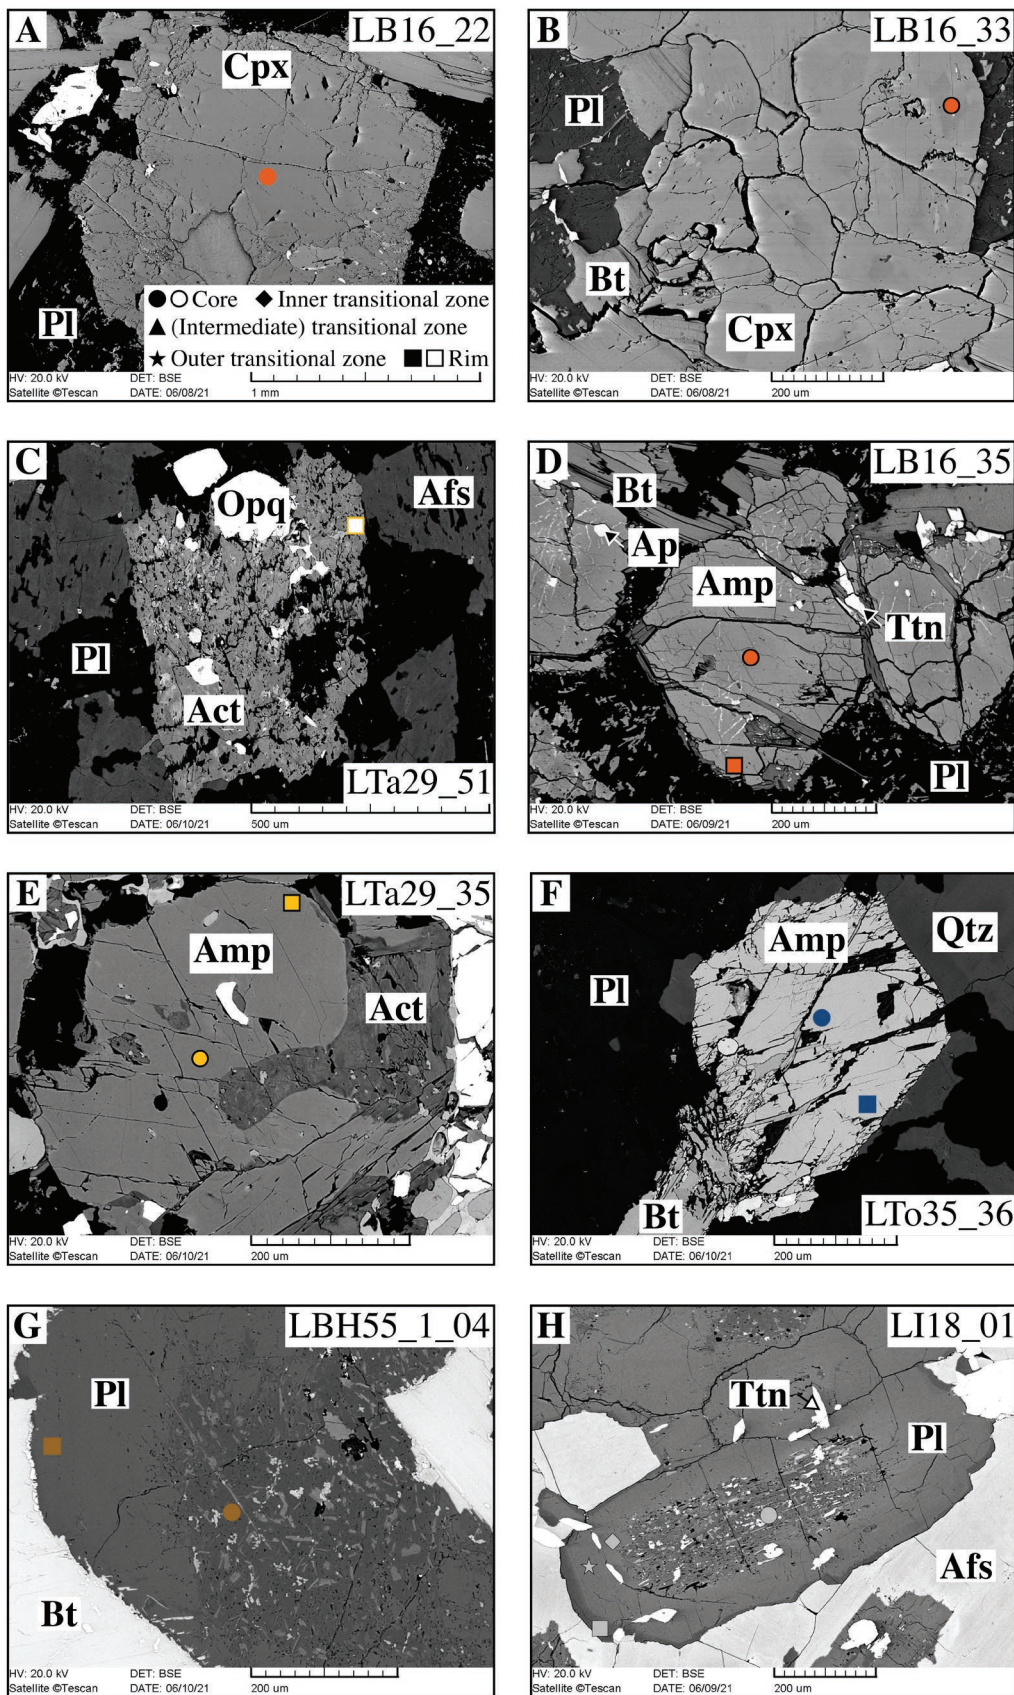 A
LB16_22
Cpx
Pl
Core Inner transitional zone
(Intermediate) transitional zone
Outer transitional zone Rim
HV: 20.0 kV DET: BSE
Satellite ©Tescan DATE: 06/08/21 1 mm
B
LB16_33
Pl
Bt
Cpx
HV: 20.0 kV DET: BSE
Satellite ©Tescan DATE: 06/08/21 200 um
C
Opq
Afs
Pl
Act
LTa29_51
HV: 20.0 kV DET: BSE
Satellite ©Tescan DATE: 06/10/21 500 um
D
LB16_35
Bt
Ap
Amp
Ttn
Pl
HV: 20.0 kV DET: BSE
Satellite ©Tescan DATE: 06/09/21 200 um
E
LTa29_35
Amp
Act
HV: 20.0 kV DET: BSE
Satellite ©Tescan DATE: 06/10/21 200 um
F
Amp
Qtz
Pl
Bt
LTo35_36
HV: 20.0 kV DET: BSE
Satellite ©Tescan DATE: 06/10/21 200 um
G
LBH55_1_04
Pl
Bt
HV: 20.0 kV DET: BSE
Satellite ©Tescan DATE: 06/10/21 200 um
H
LI18_01
Ttn
Pl
Afs
HV: 20.0 kV DET: BSE
Satellite ©Tescan DATE: 06/09/21 200 um